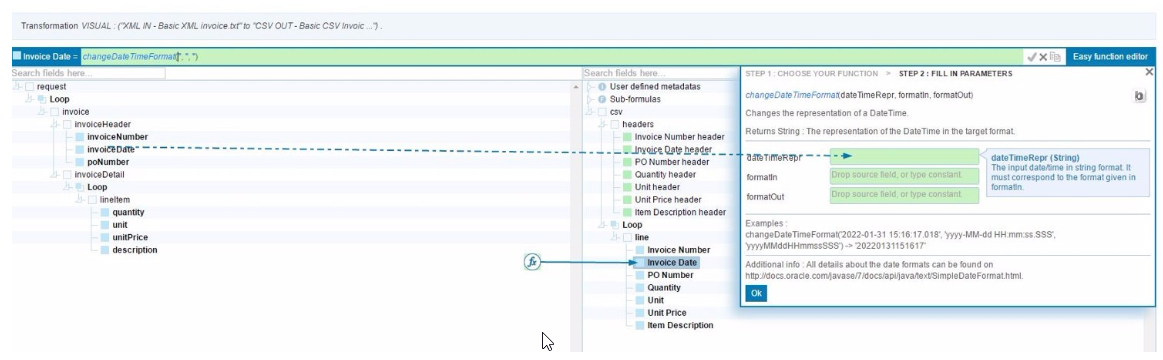 Transformation VISUAL : ("XML IN - Basic XML invoice.txt" to "CSV OUT - Basic CSV Invoic ...") .
Invoice Date = changeDateTimeFormat('','','')
Easy function editor
Search fields here...
request
Loop
invoice
invoiceHeader
invoiceNumber
invoiceDate
poNumber
invoiceDetail
Loop
lineItem
quantity
unit
unitPrice
description
Search fields here...
User defined metadatas
Sub-formulas
csv
headers
Invoice Number header
Invoice Date header
PO Number header
Quantity header
Unit header
Unit Price header
Item Description header
Loop
line
Invoice Number
Invoice Date
PO Number
Quantity
Unit
Unit Price
Item Description
fx
STEP 1 : CHOOSE YOUR FUNCTION > STEP 2 : FILL IN PARAMETERS
changeDateTimeFormat(dateTimeRepr, formatIn, formatOut)
Changes the representation of a DateTime.
Returns String : The representation of the DateTime in the target format.
dateTimeRepr
formatIn Drop source field, or type constant.
formatOut Drop source field, or type constant.
dateTimeRepr (String)
The input date/time in string format. It
must correspond to the format given in
formatIn.
Examples :
changeDateTimeFormat('2022-01-31 15:16:17.018', 'yyyy-MM-dd HH:mm:ss.SSS',
'yyyyMMddHHmmssSSS') -> '20220131151617'
Additional info : All details about the date formats can be found on
http://docs.oracle.com/javase/7/docs/api/java/text/SimpleDateFormat.html.
Ok